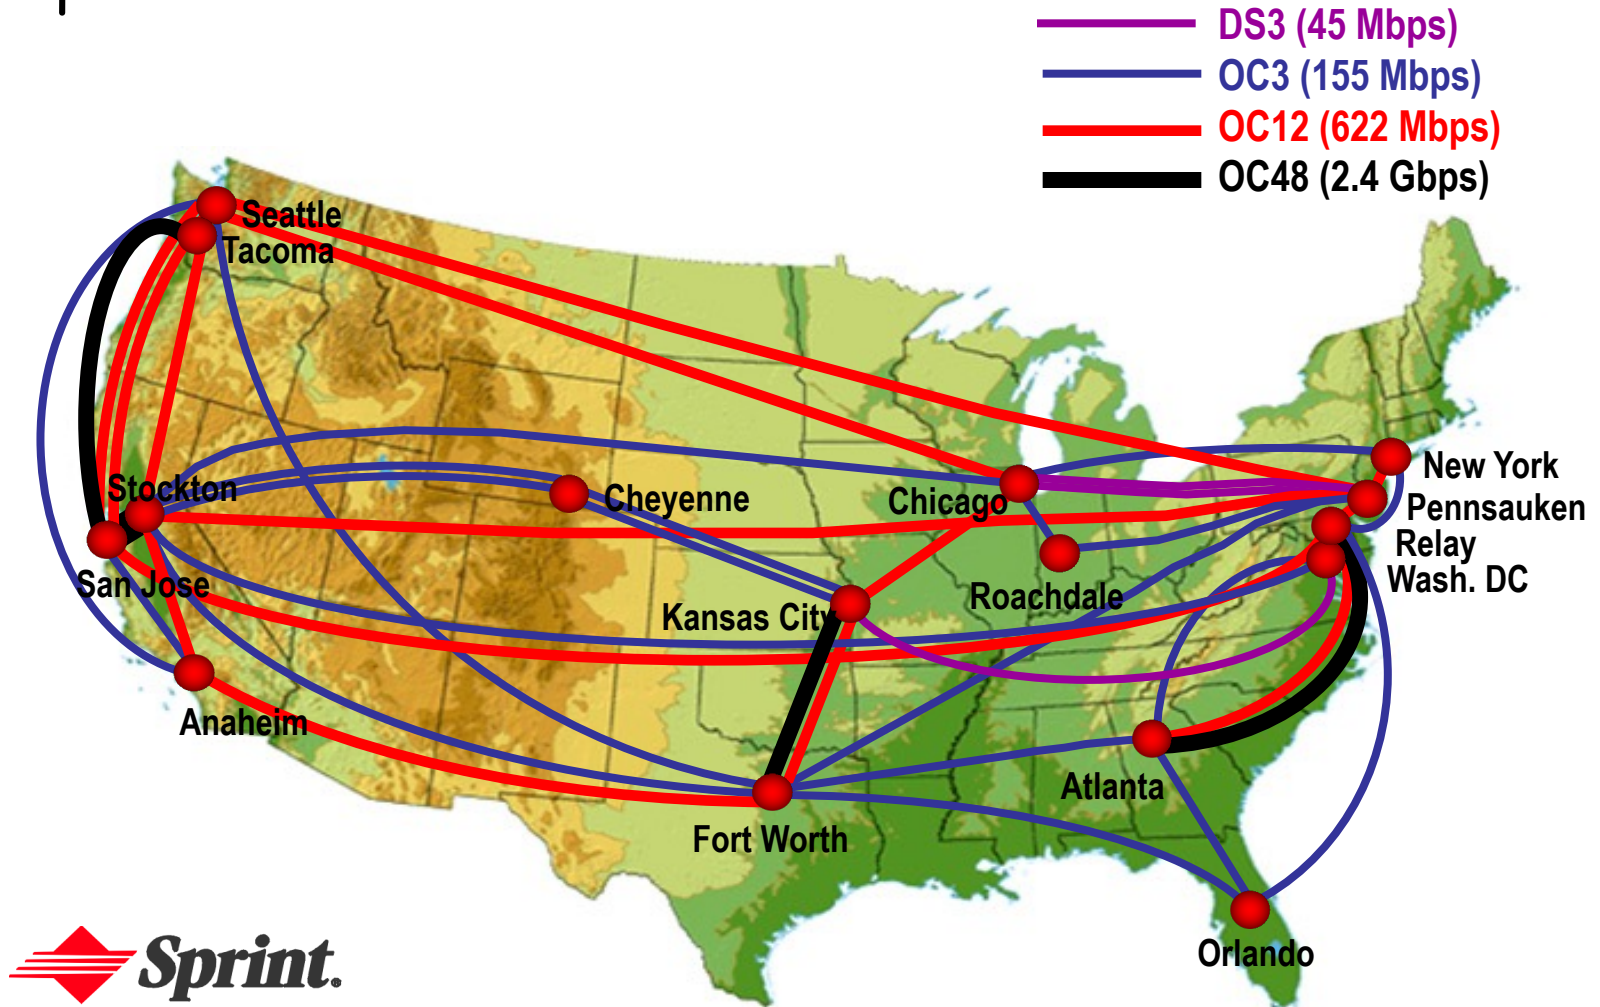 DS3 (45 Mbps)
OC3 (155 Mbps)
OC12 (622 Mbps)
OC48 (2.4 Gbps)
Seattle
Tacoma
New York
Stockton
Cheyenne
Chicago
Pennsauken
Relay
San Jose
Roachdale
Wash. DC
Kansas City
Anaheim
Atlanta
Fort Worth
Orlando
Sprint.